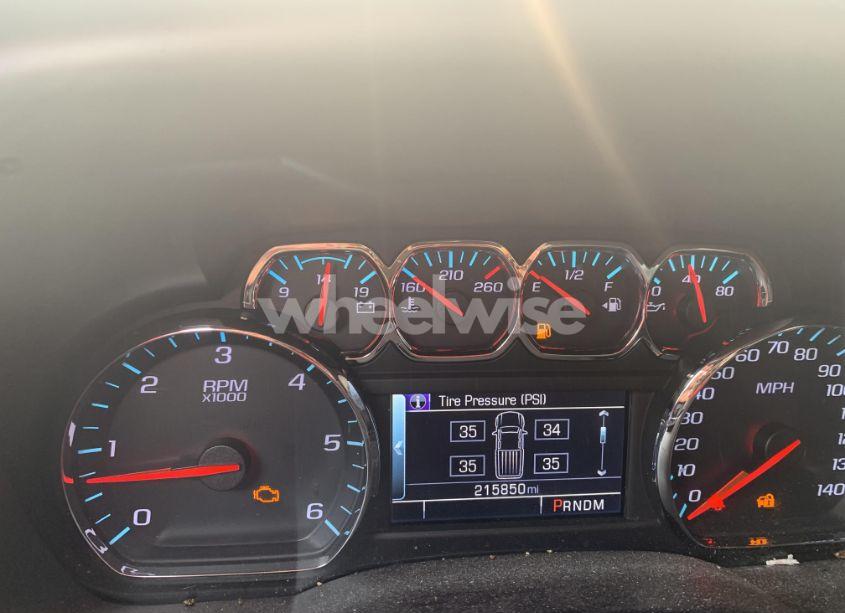 9 14 19
160 210 260
E 1/2 F
0 40 80
wheelwise
RPM
x1000
0 1 2 3 4 5 6
Tire Pressure (PSI)
35 34
35 35
215850mi
PRNDM
MPH
0 10 20 30 40 50 60 70 80 90 100 140